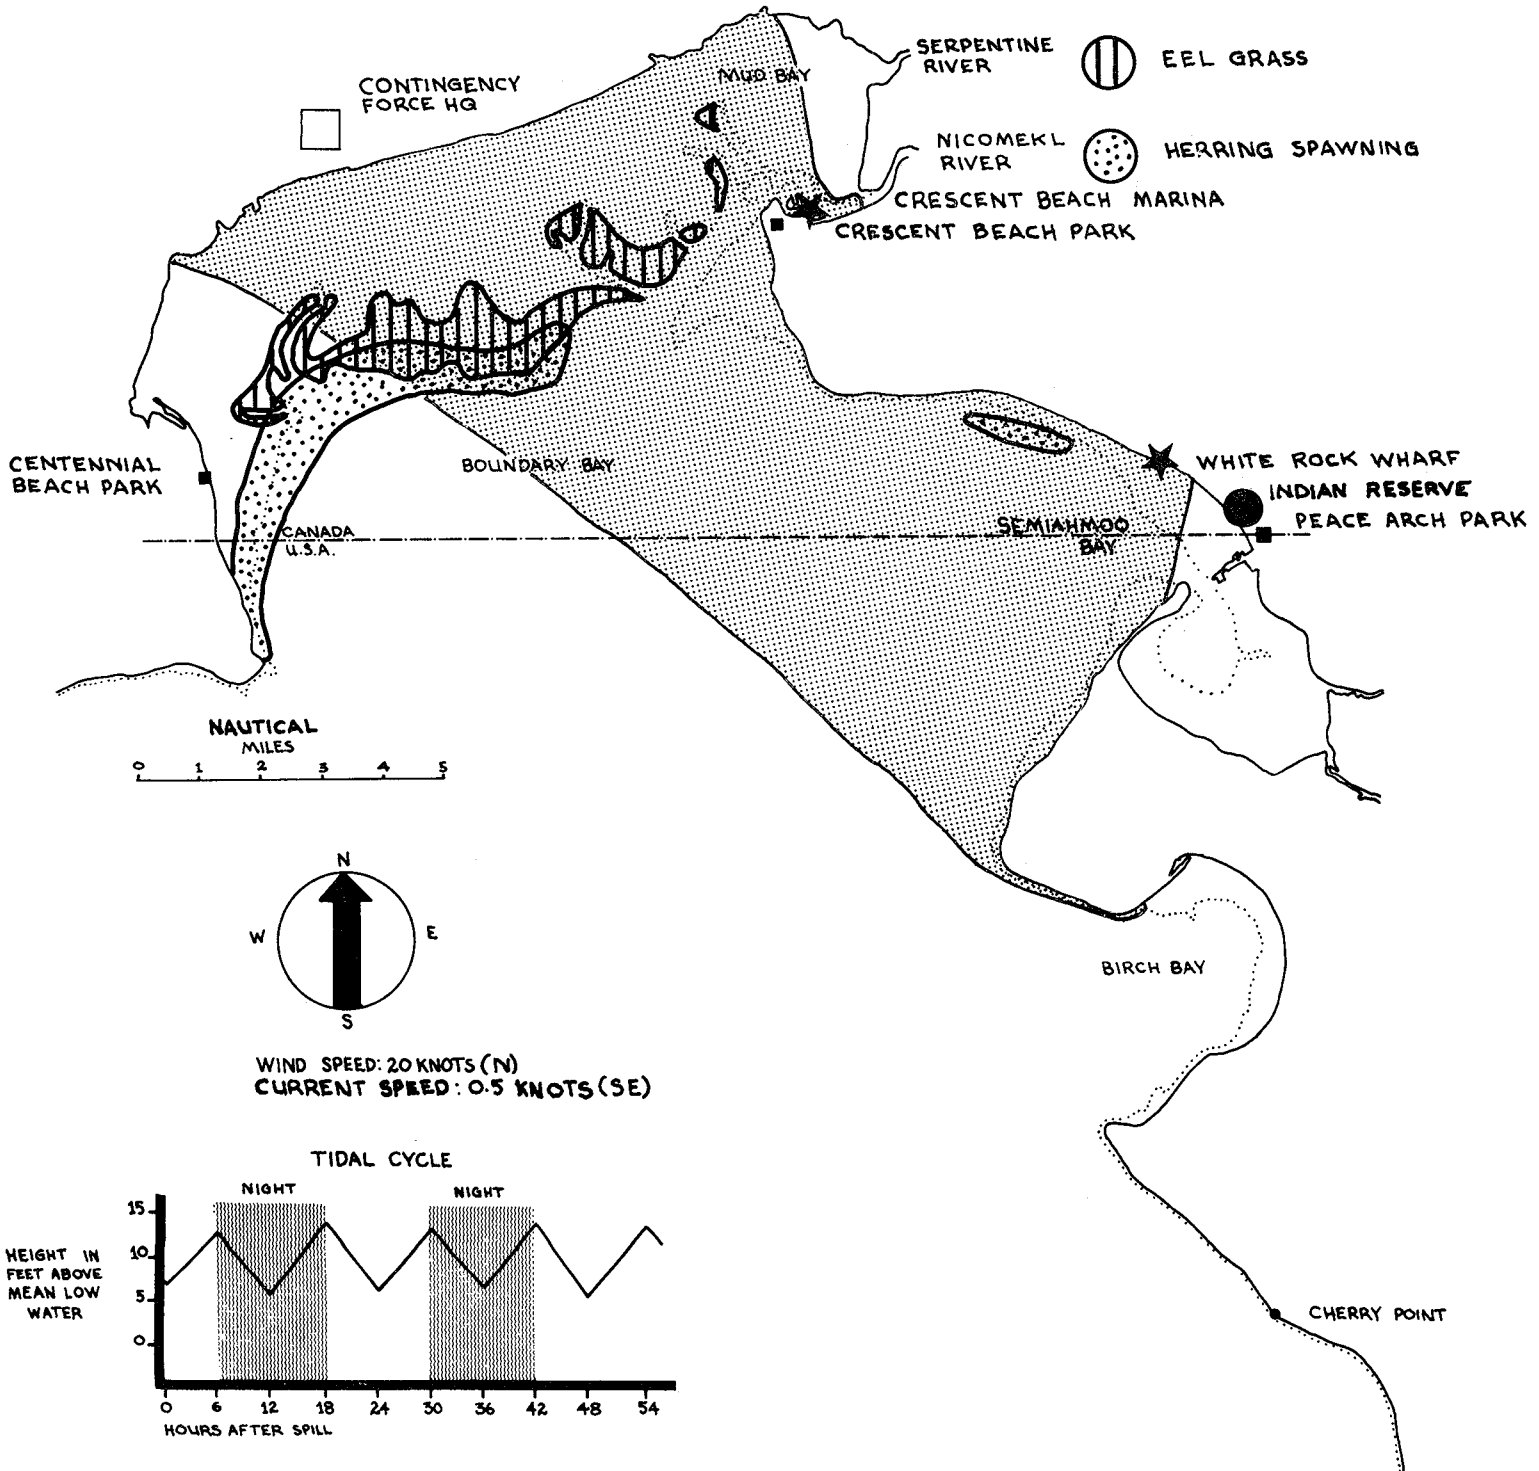 SERPENTINE
RIVER
EEL GRASS
MUD BAY
CONTINGENCY
FORCE HQ
NICOMEKL
RIVER
HERRING SPAWNING
CRESCENT BEACH MARINA
CRESCENT BEACH PARK
CENTENNIAL
BEACH PARK
BOUNDARY BAY
WHITE ROCK WHARF
INDIAN RESERVE
PEACE ARCH PARK
SEMIAHMOO
BAY
CANADA
U.S.A.
NAUTICAL
MILES
0 1 2 3 4 5
N
W E
S
BIRCH BAY
WIND SPEED: 20 KNOTS (N)
CURRENT SPEED: 0.5 KNOTS (SE)
TIDAL CYCLE
NIGHT NIGHT
15
10
5
0
HEIGHT IN
FEET ABOVE
MEAN LOW
WATER
0 6 12 18 24 30 36 42 48 54
HOURS AFTER SPILL
CHERRY POINT